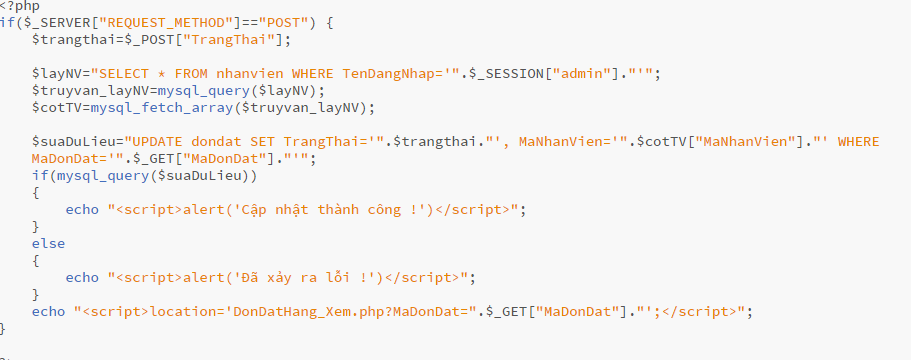 <?php
if($_SERVER["REQUEST_METHOD"]=="POST") {
    $trangthai=$_POST["TrangThai"];

    $layNV="SELECT * FROM nhanvien WHERE TenDangNhap='".$_SESSION["admin"]."'";
    $truyvan_layNV=mysql_query($layNV);
    $cotTV=mysql_fetch_array($truyvan_layNV);

    $suaDuLieu="UPDATE dondat SET TrangThai='".$trangthai."', MaNhanVien='".$cotTV["MaNhanVien"]."' WHERE
    MaDonDat='".$_GET["MaDonDat"]."'";
    if(mysql_query($suaDuLieu))
    {
        echo "<script>alert('Cập nhật thành công !')</script>";
    }
    else
    {
        echo "<script>alert('Đã xảy ra lỗi !')</script>";
    }
    echo "<script>location='DonDatHang_Xem.php?MaDonDat=".$_GET["MaDonDat"]."';</script>";
}